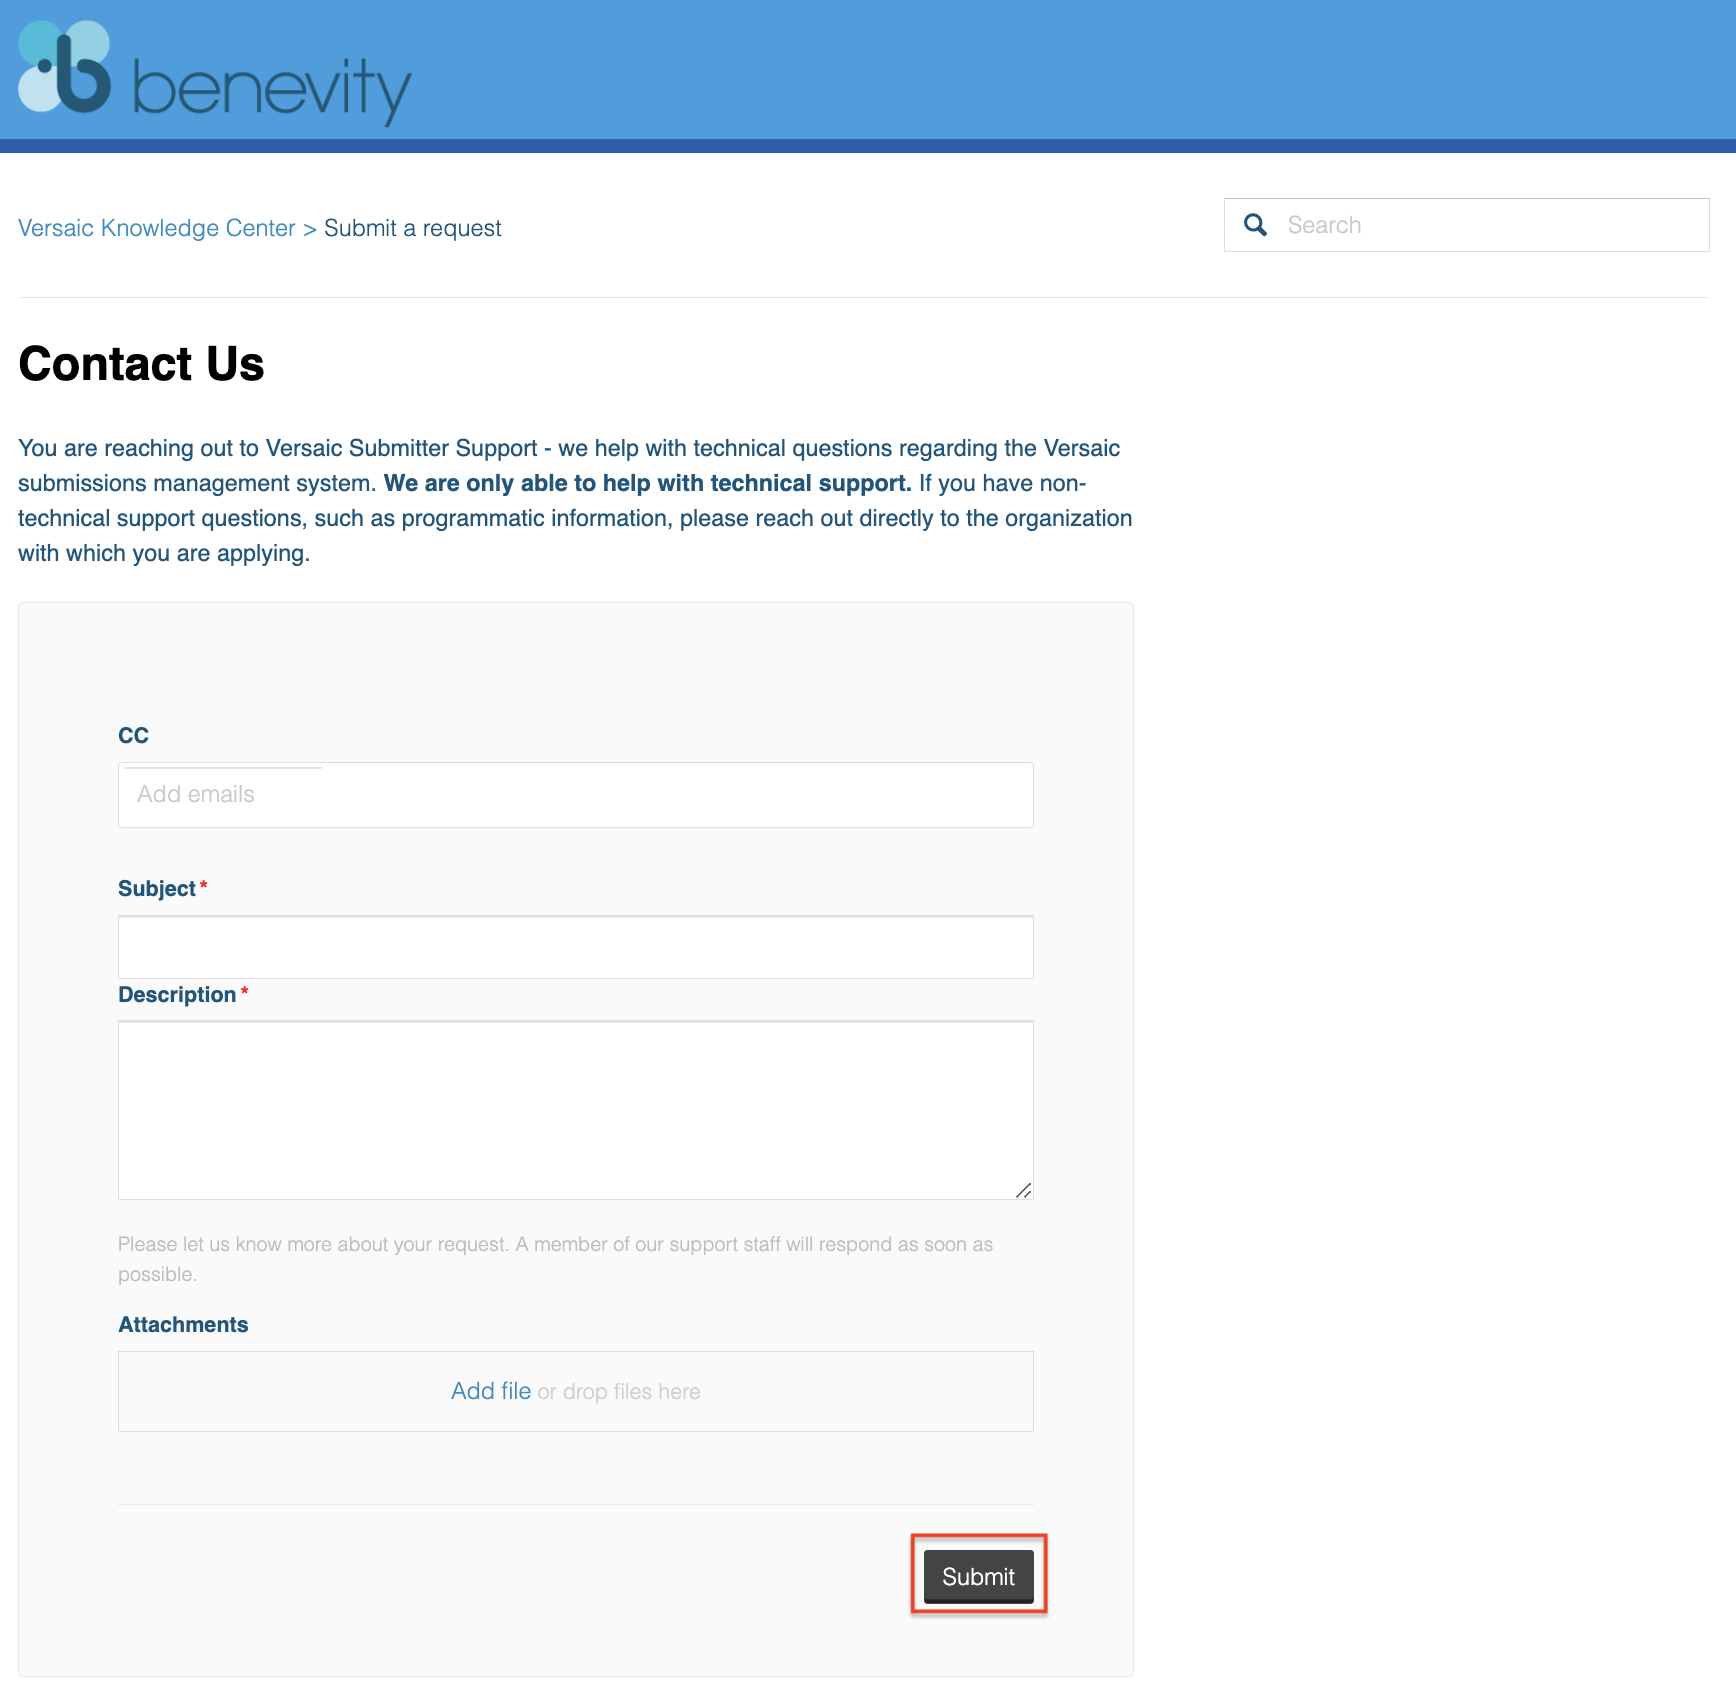 benevity
Versaic Knowledge Center > Submit a request
Search
Contact Us
You are reaching out to Versaic Submitter Support - we help with technical questions regarding the Versaic
submissions management system. We are only able to help with technical support. If you have non-
technical support questions, such as programmatic information, please reach out directly to the organization
with which you are applying.
CC
Add emails
Subject*
Description*
Please let us know more about your request. A member of our support staff will respond as soon as
possible.
Attachments
Add file or drop files here
Submit